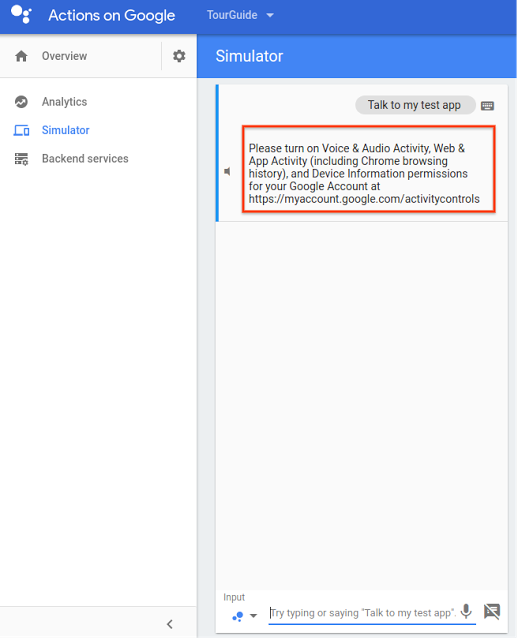 Actions on Google
TourGuide
Overview
Simulator
Analytics
Simulator
Backend services
Talk to my test app
Please turn on Voice & Audio Activity, Web &
App Activity (including Chrome browsing
history), and Device Information permissions
for your Google Account at
https://myaccount.google.com/activitycontrols
Input
Try typing or saying "Talk to my test app".